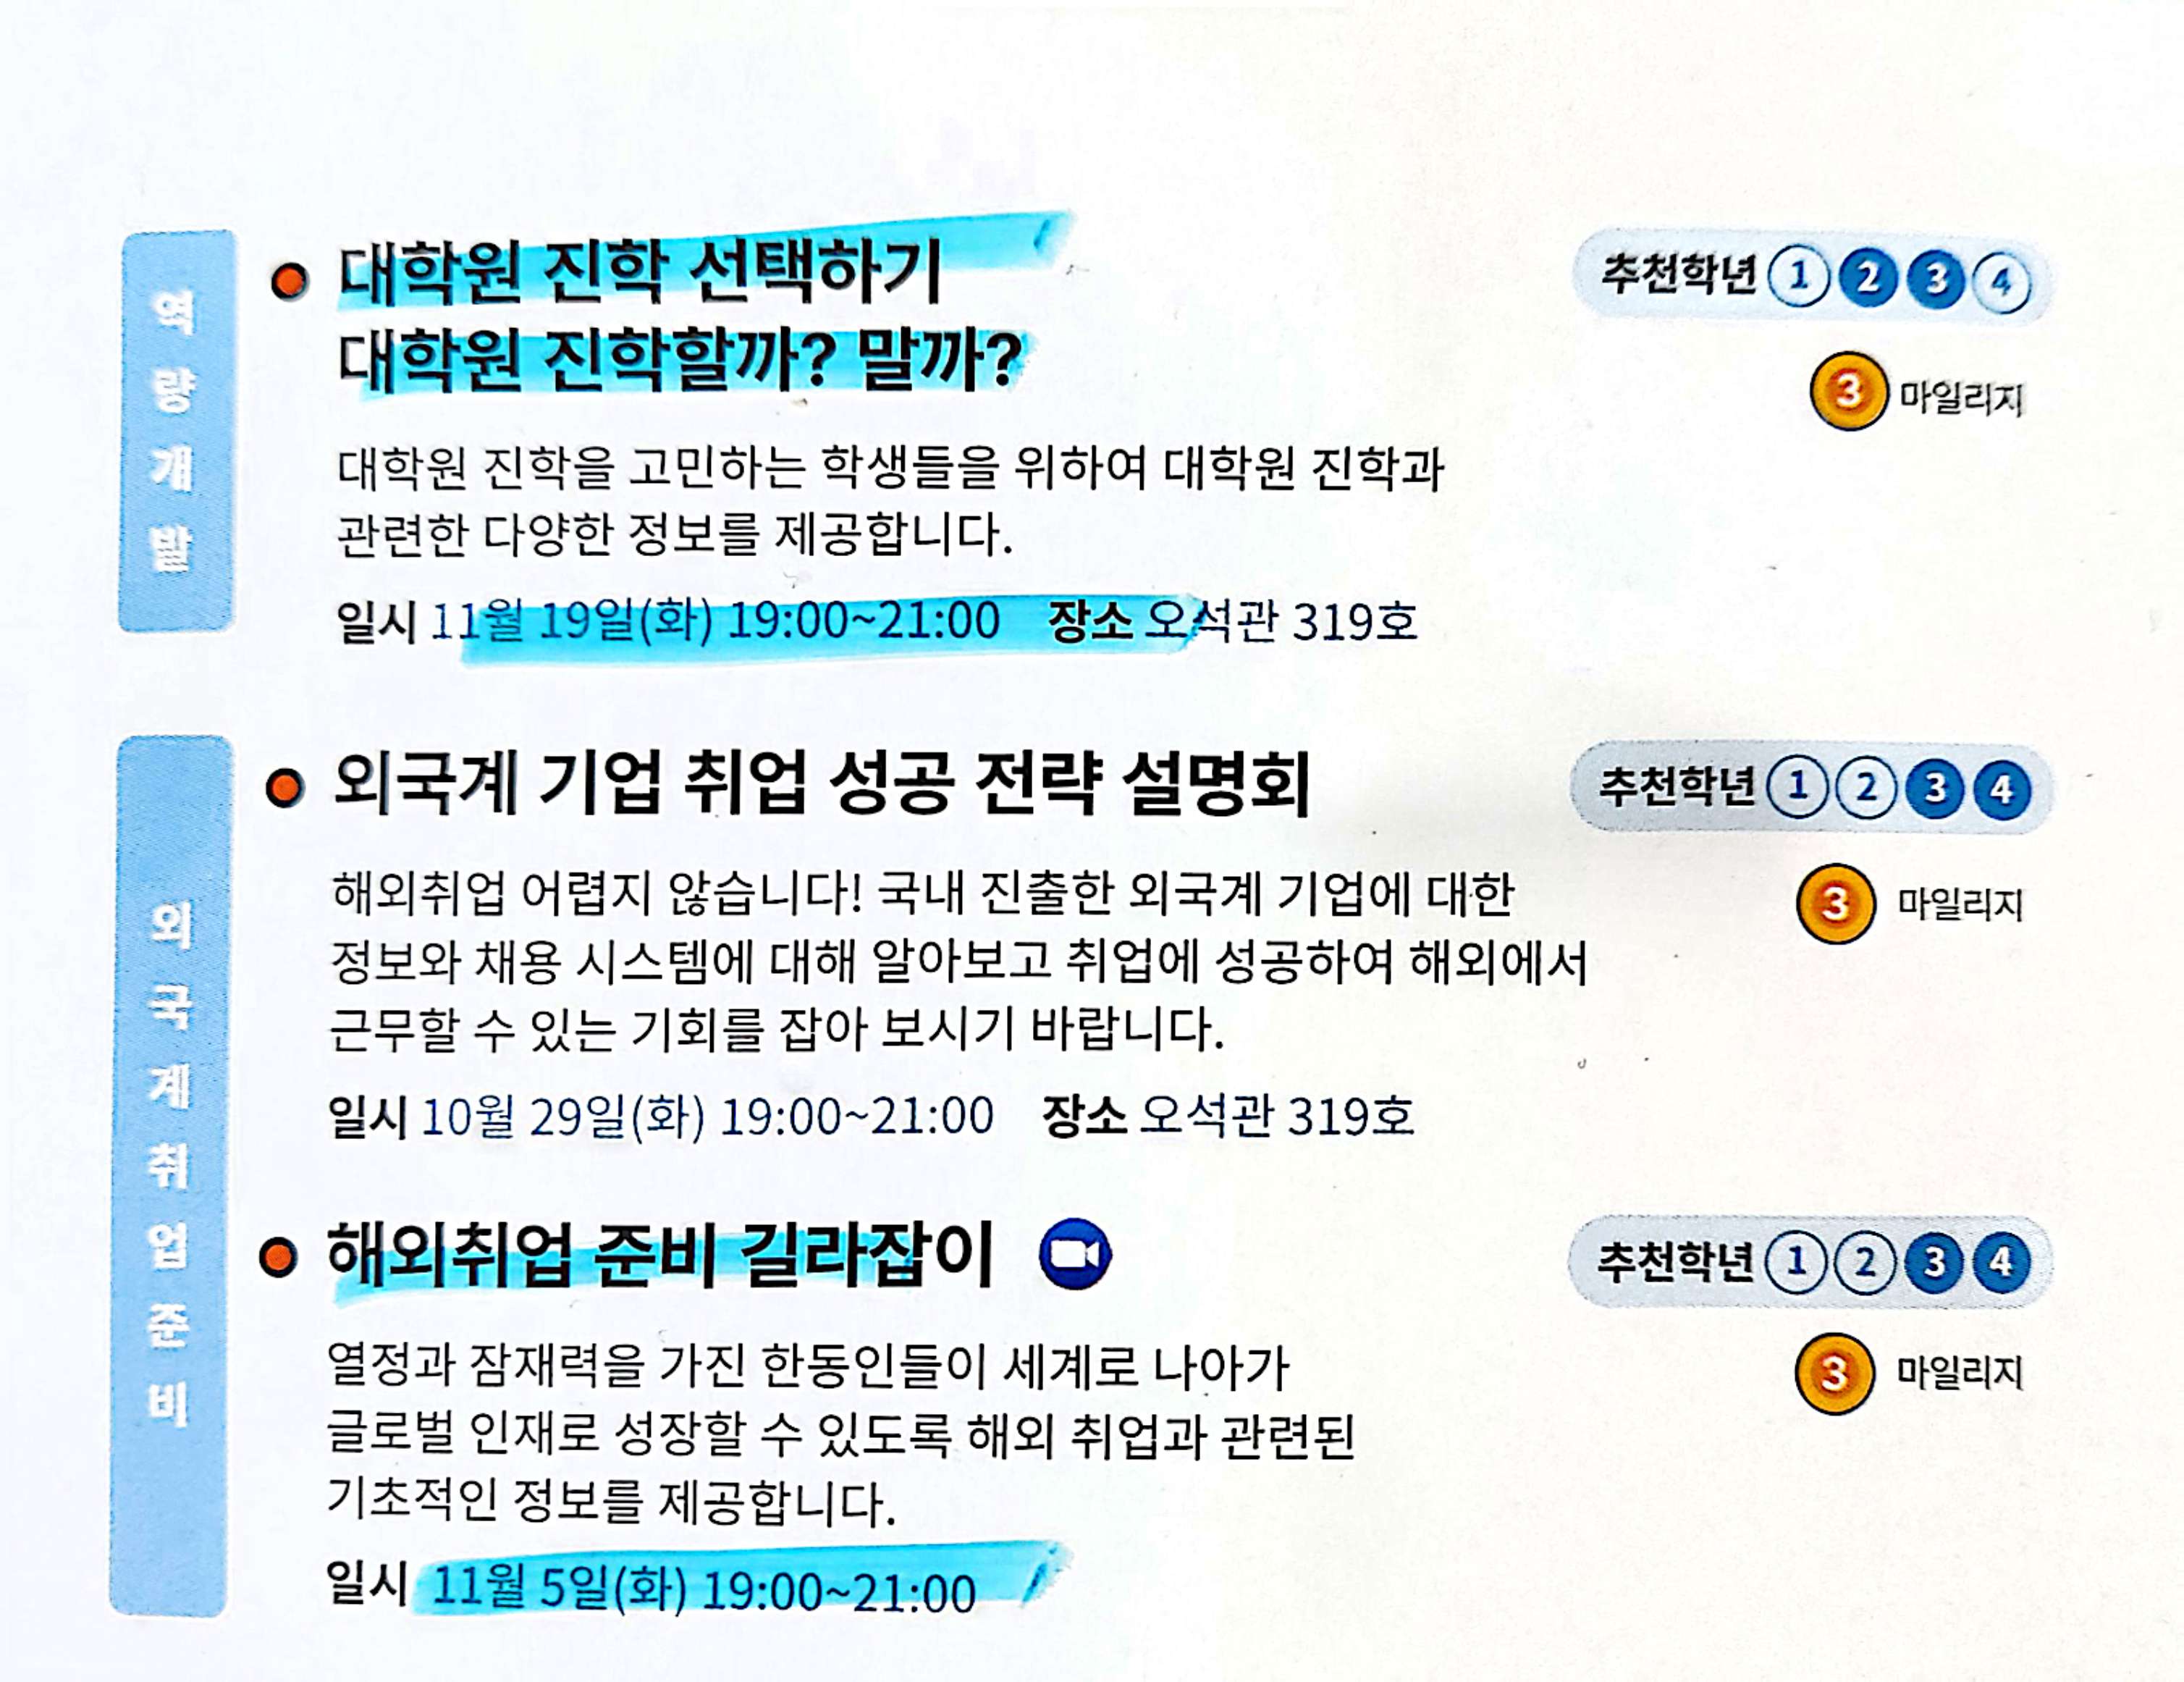 역량개발
대학원 진학 선택하기
대학원 진학할까? 말까?
추천학년 1 2 3 4
3 마일리지
대학원 진학을 고민하는 학생들을 위하여 대학원 진학과
관련한 다양한 정보를 제공합니다.
일시 11월 19일(화) 19:00~21:00 장소 오석관 319호
외국계취업준비
외국계 기업 취업 성공 전략 설명회
추천학년 1 2 3 4
3 마일리지
해외취업 어렵지 않습니다! 국내 진출한 외국계 기업에 대한
정보와 채용 시스템에 대해 알아보고 취업에 성공하여 해외에서
근무할 수 있는 기회를 잡아 보시기 바랍니다.
일시 10월 29일(화) 19:00~21:00 장소 오석관 319호
해외취업 준비 길라잡이
추천학년 1 2 3 4
3 마일리지
열정과 잠재력을 가진 한동인들이 세계로 나아가
글로벌 인재로 성장할 수 있도록 해외 취업과 관련된
기초적인 정보를 제공합니다.
일시 11월 5일(화) 19:00~21:00